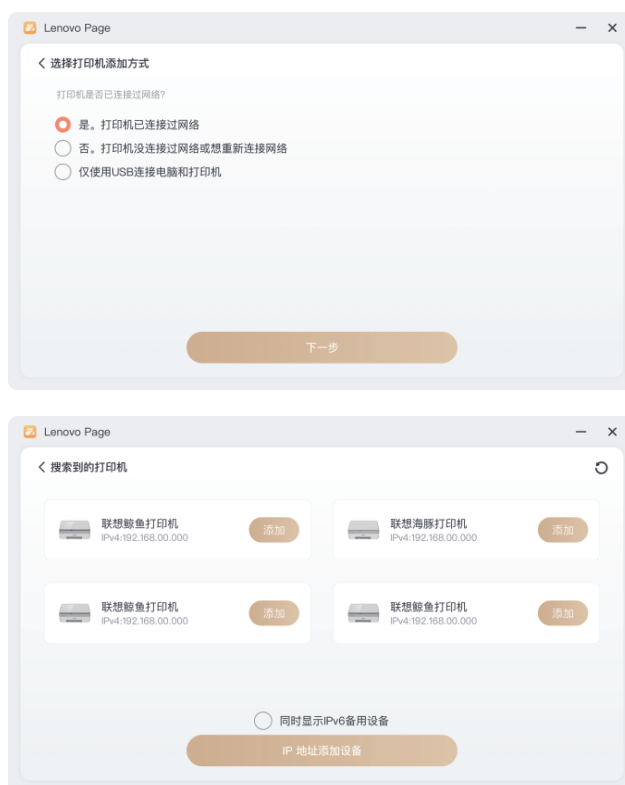 Lenovo Page
选择打印机添加方式
打印机是否已连接过网络?
是。打印机已连接过网络
否。打印机没连接过网络或想重新连接网络
仅使用USB连接电脑和打印机
下一步
Lenovo Page
搜索到的打印机
联想鲸鱼打印机
IPv4:192.168.00.000
添加
联想海豚打印机
IPv4:192.168.00.000
添加
联想鲸鱼打印机
IPv4:192.168.00.000
添加
联想鲸鱼打印机
IPv4:192.168.00.000
添加
同时显示IPv6备用设备
IP 地址添加设备